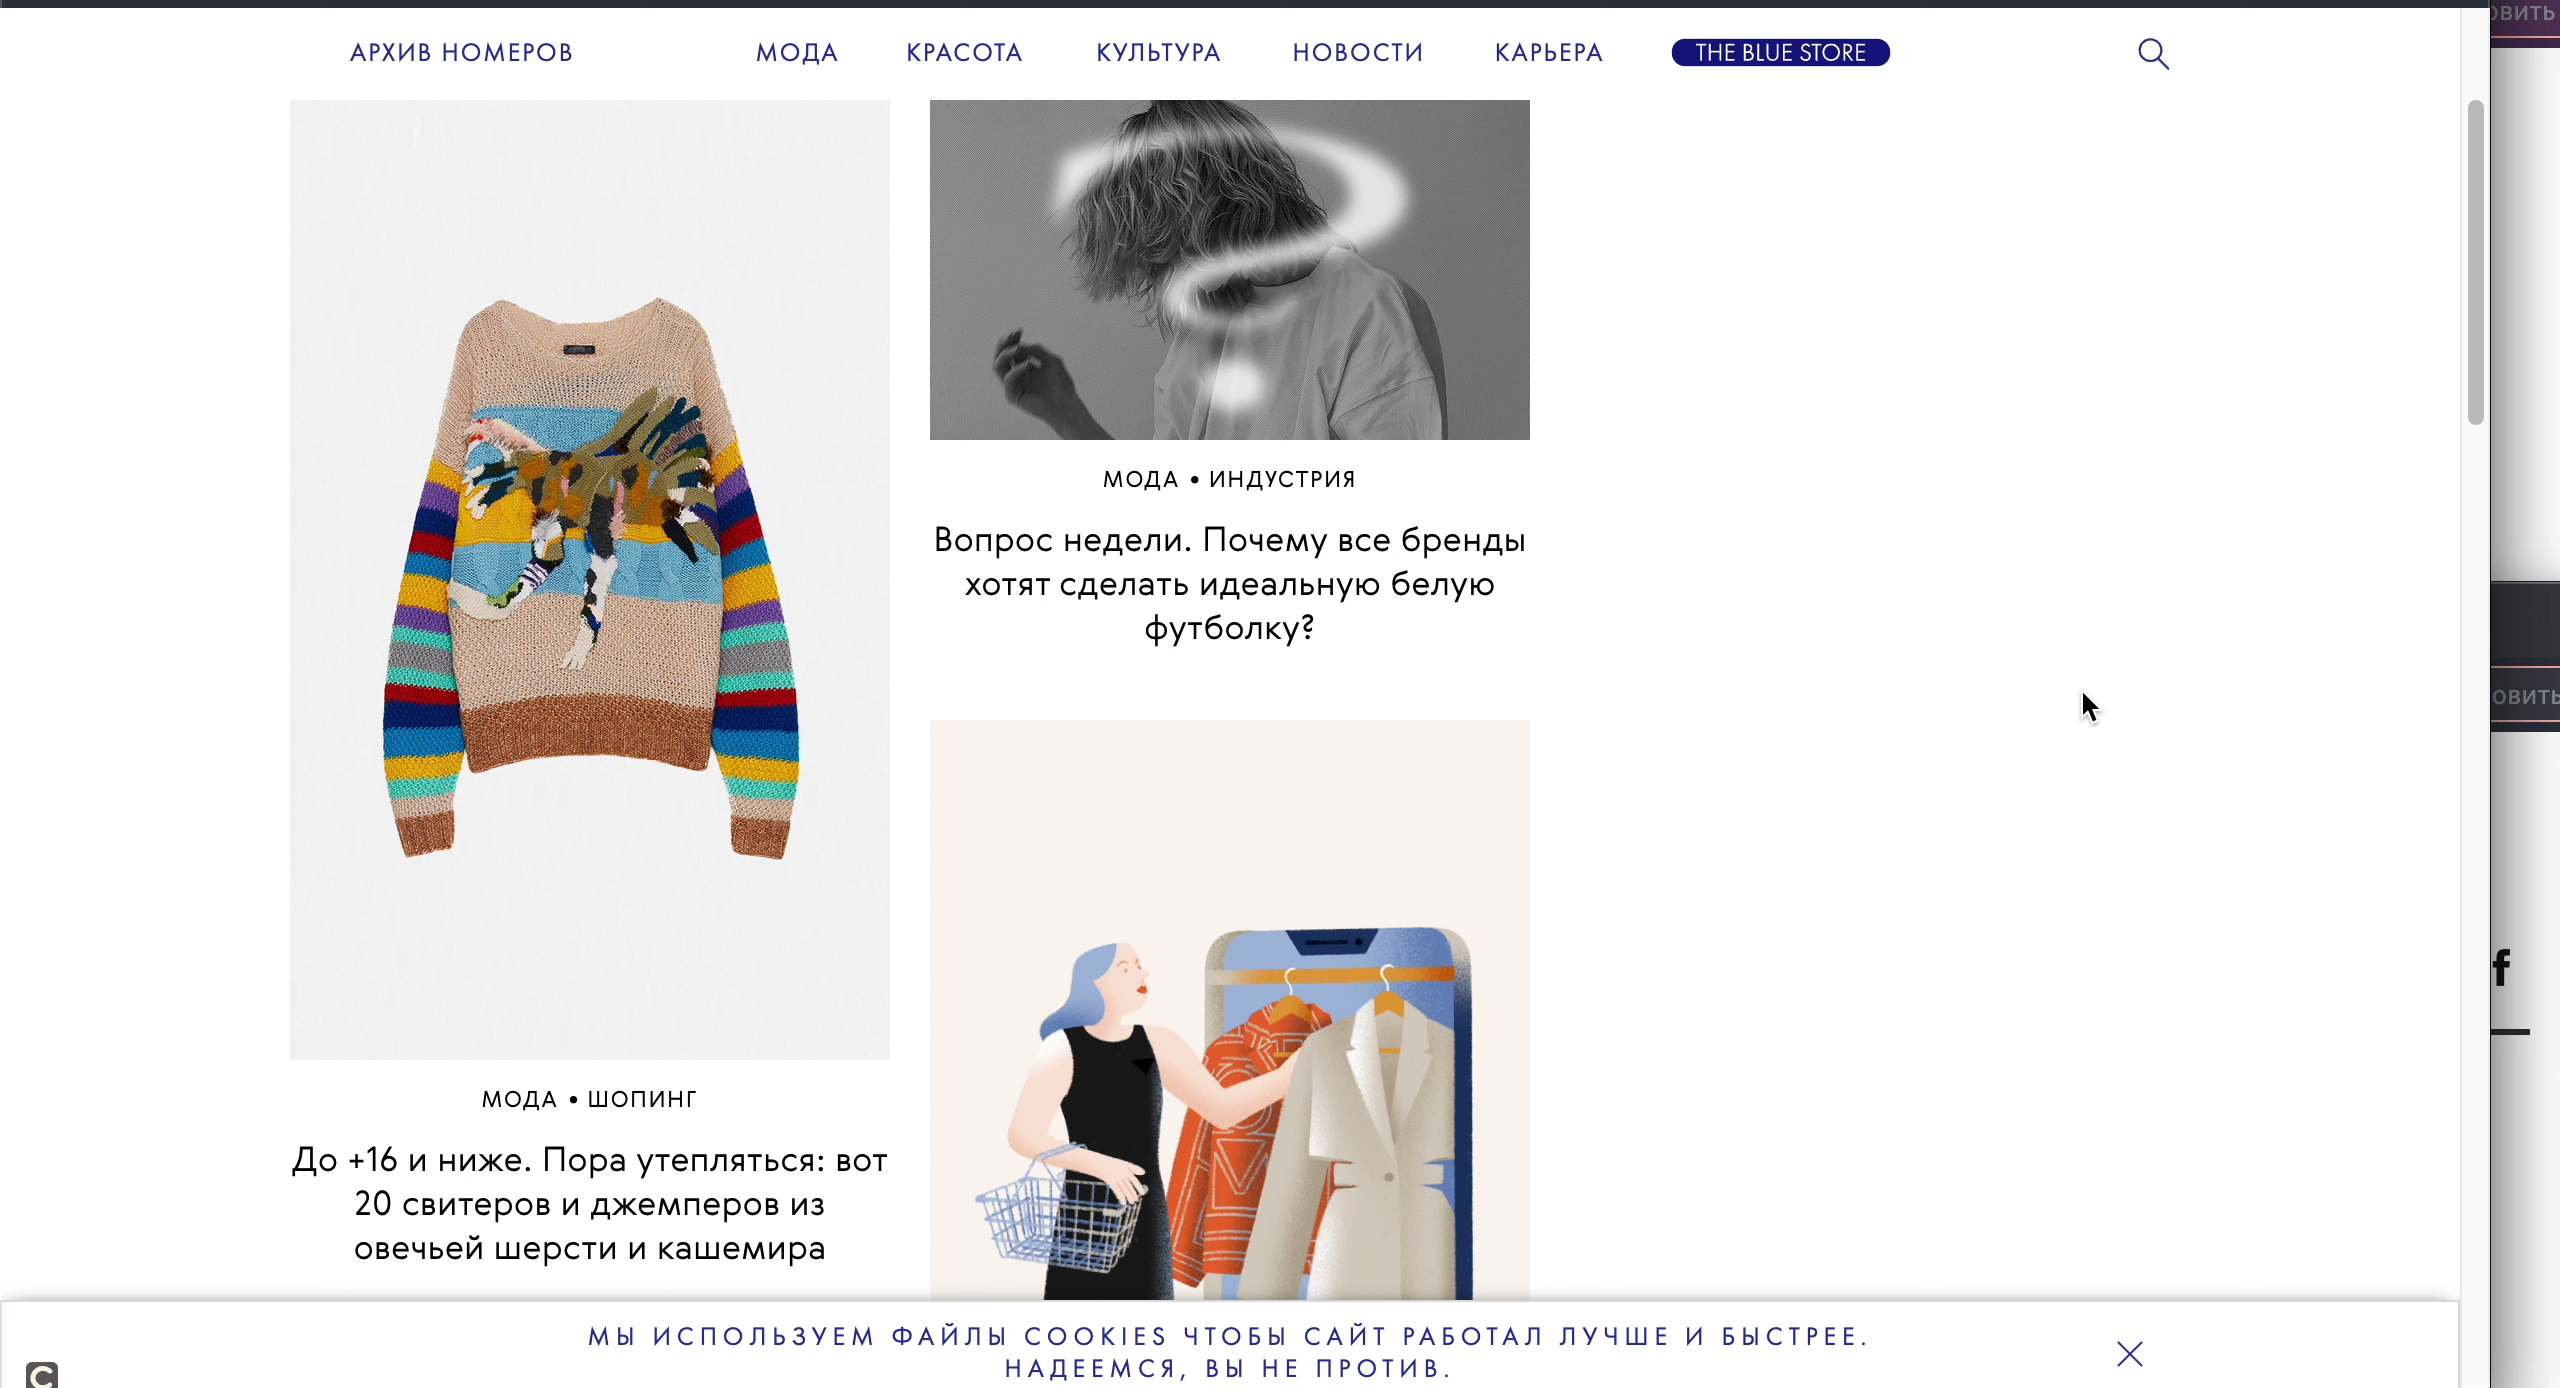 АРХИВ НОМЕРОВ
МОДА
КРАСОТА
КУЛЬТУРА
НОВОСТИ
КАРЬЕРА
THE BLUE STORE
МОДА • ИНДУСТРИЯ
Вопрос недели. Почему все бренды
хотят сделать идеальную белую
футболку?
МОДА • ШОПИНГ
До +16 и ниже. Пора утепляться: вот
20 свитеров и джемперов из
овечьей шерсти и кашемира
МЫ ИСПОЛЬЗУЕМ ФАЙЛЫ COOKIES ЧТОБЫ САЙТ РАБОТАЛ ЛУЧШЕ И БЫСТРЕЕ.
НАДЕЕМСЯ, ВЫ НЕ ПРОТИВ.